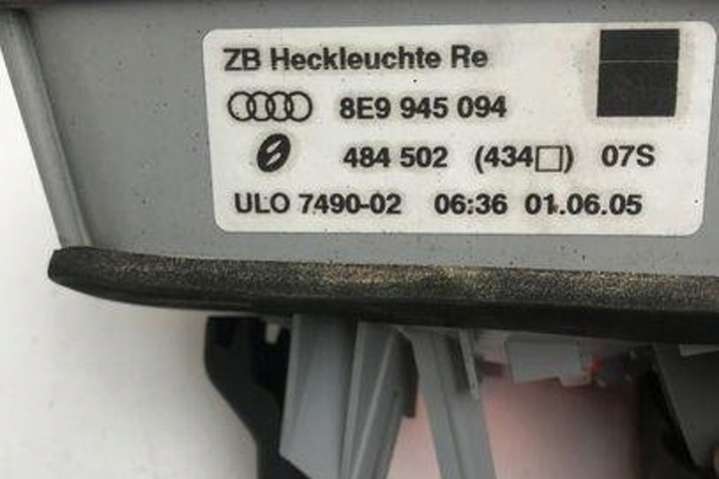 ZB Heckleuchte Re
8E9 945 094
484 502 (434□) 07S
ULO 7490-02 06:36 01.06.05